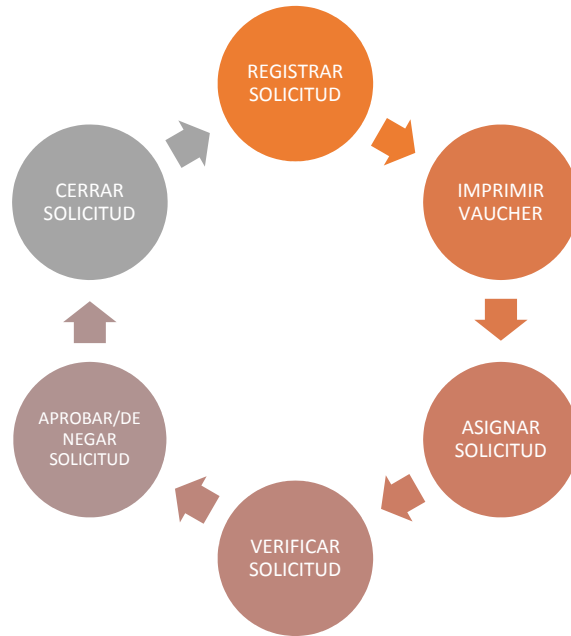 REGISTRAR
SOLICITUD
IMPRIMIR
VAUCHER
ASIGNAR
SOLICITUD
VERIFICAR
SOLICITUD
APROBAR/DE
NEGAR
SOLICITUD
CERRAR
SOLICITUD